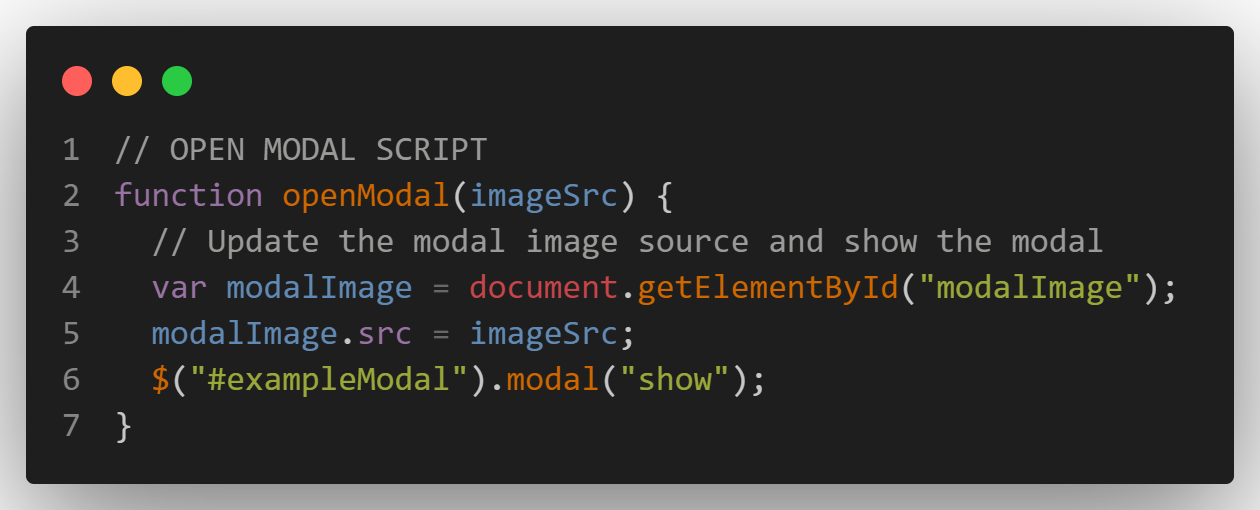 1 // OPEN MODAL SCRIPT
2 function openModal(imageSrc) {
3   // Update the modal image source and show the modal
4   var modalImage = document.getElementById("modalImage");
5   modalImage.src = imageSrc;
6   $("#exampleModal").modal("show");
7 }